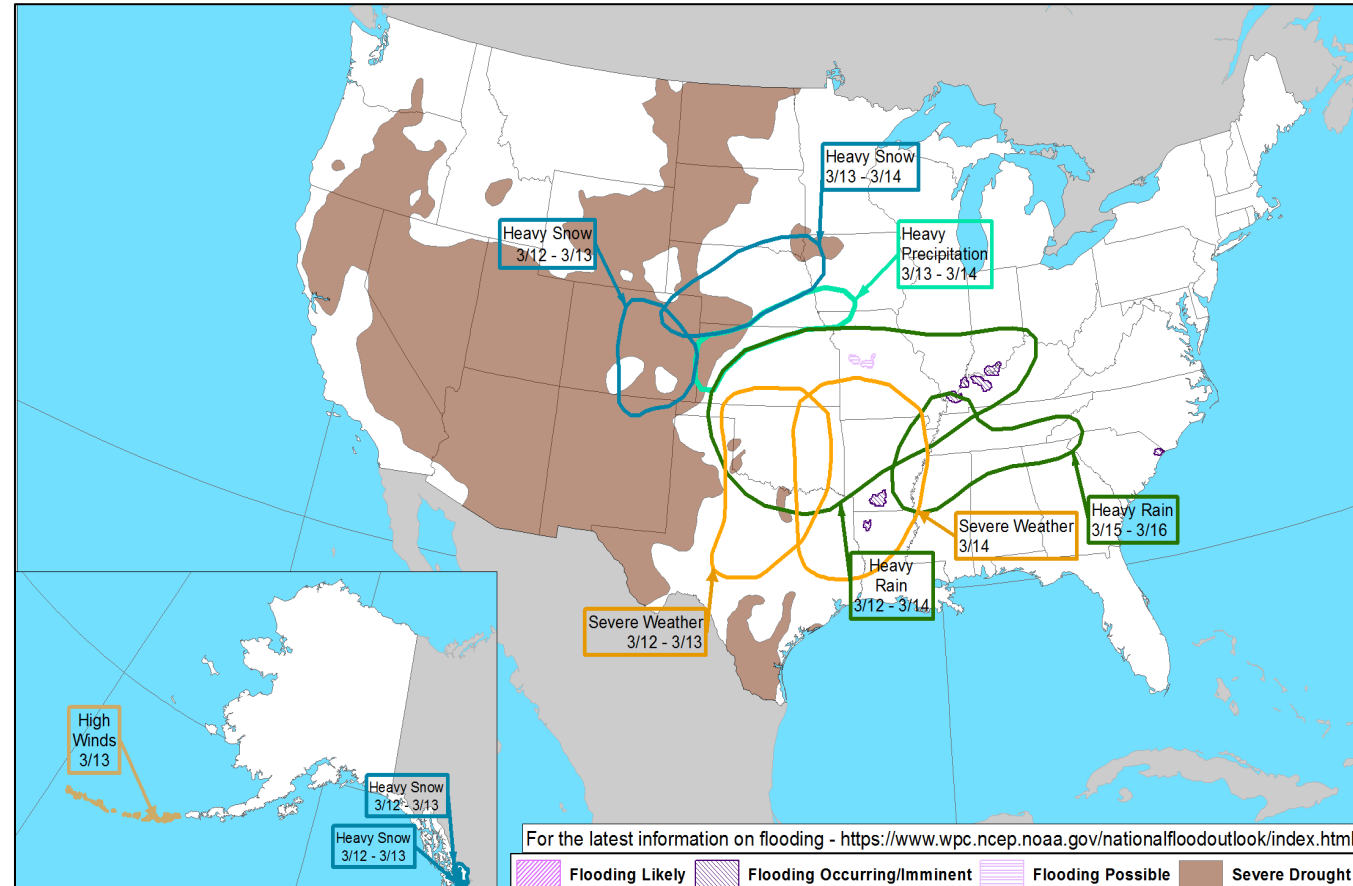 Heavy Snow
3/13 - 3/14
Heavy Snow
3/12 - 3/13
Heavy
Precipitation
3/13 - 3/14
Heavy Rain
3/15 - 3/16
Severe Weather
3/14
Heavy
Rain
3/12 - 3/14
Severe Weather
3/12 - 3/13
High
Winds
3/13
Heavy Snow
3/12 - 3/13
Heavy Snow
3/12 - 3/13
For the latest information on flooding - https://www.wpc.ncep.noaa.gov/nationalfloodoutlook/index.html
Flooding Likely Flooding Occurring/Imminent Flooding Possible Severe Drought